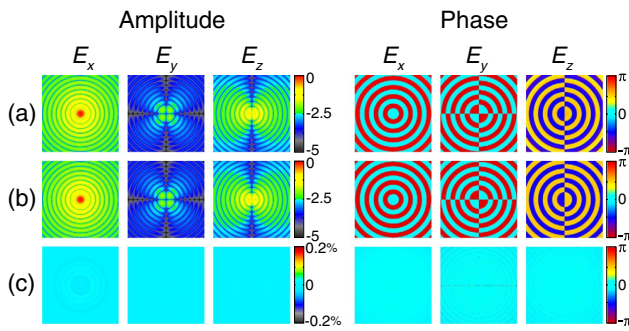 Amplitude Phase
Ex Ey Ez Ex Ey Ez
(a) 0 -2.5 -5 π 0 -π
(b) 0 -2.5 -5 π 0 -π
(c) 0.2% -0.2% π 0 -π